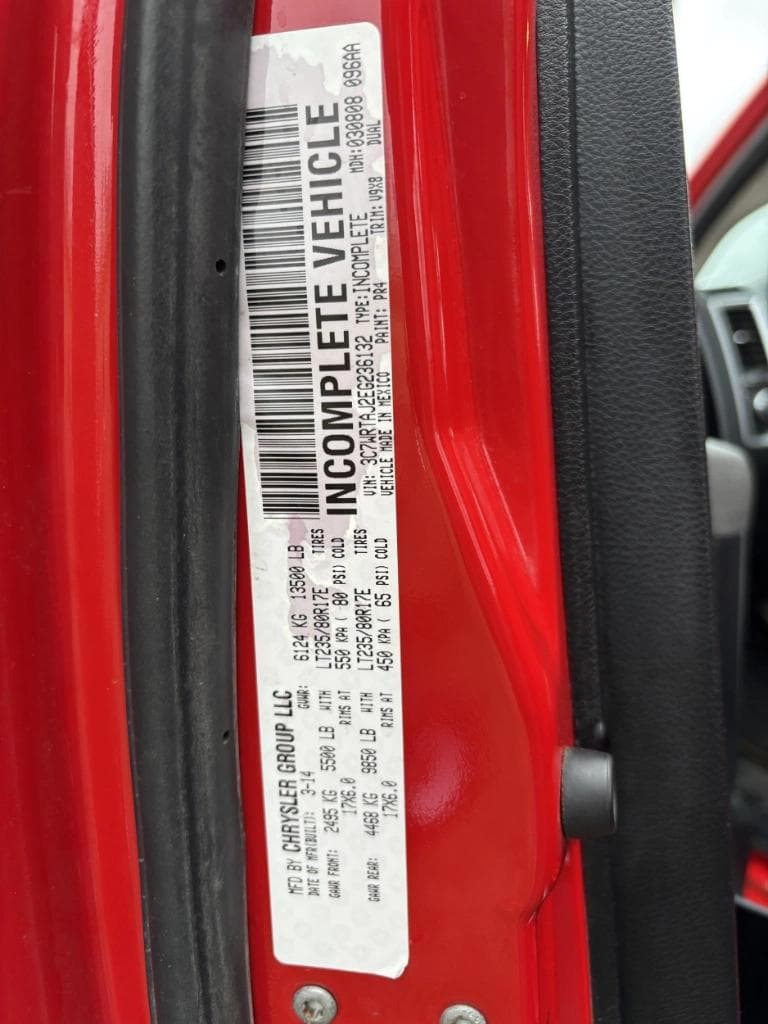 MFD BY CHRYSLER GROUP LLC
DATE OF MFR(BUILT): 3-14 GVWR: 6124 KG 13500 LB
GAWR FRONT: 2495 KG 5500 LB WITH LT235/80R17E TIRES
17X6.0 RIMS AT 550 KPA ( 80 PSI) COLD
GAWR REAR: 4468 KG 9850 LB WITH LT235/80R17E TIRES
17X6.0 RIMS AT 450 KPA ( 65 PSI) COLD
INCOMPLETE VEHICLE
MDH:030808 096AA
VIN: 3C7WRTAJ2EG236132 TYPE:INCOMPLETE DUAL
VEHICLE MADE IN MEXICO PAINT: PR4 TRIM: V9X8